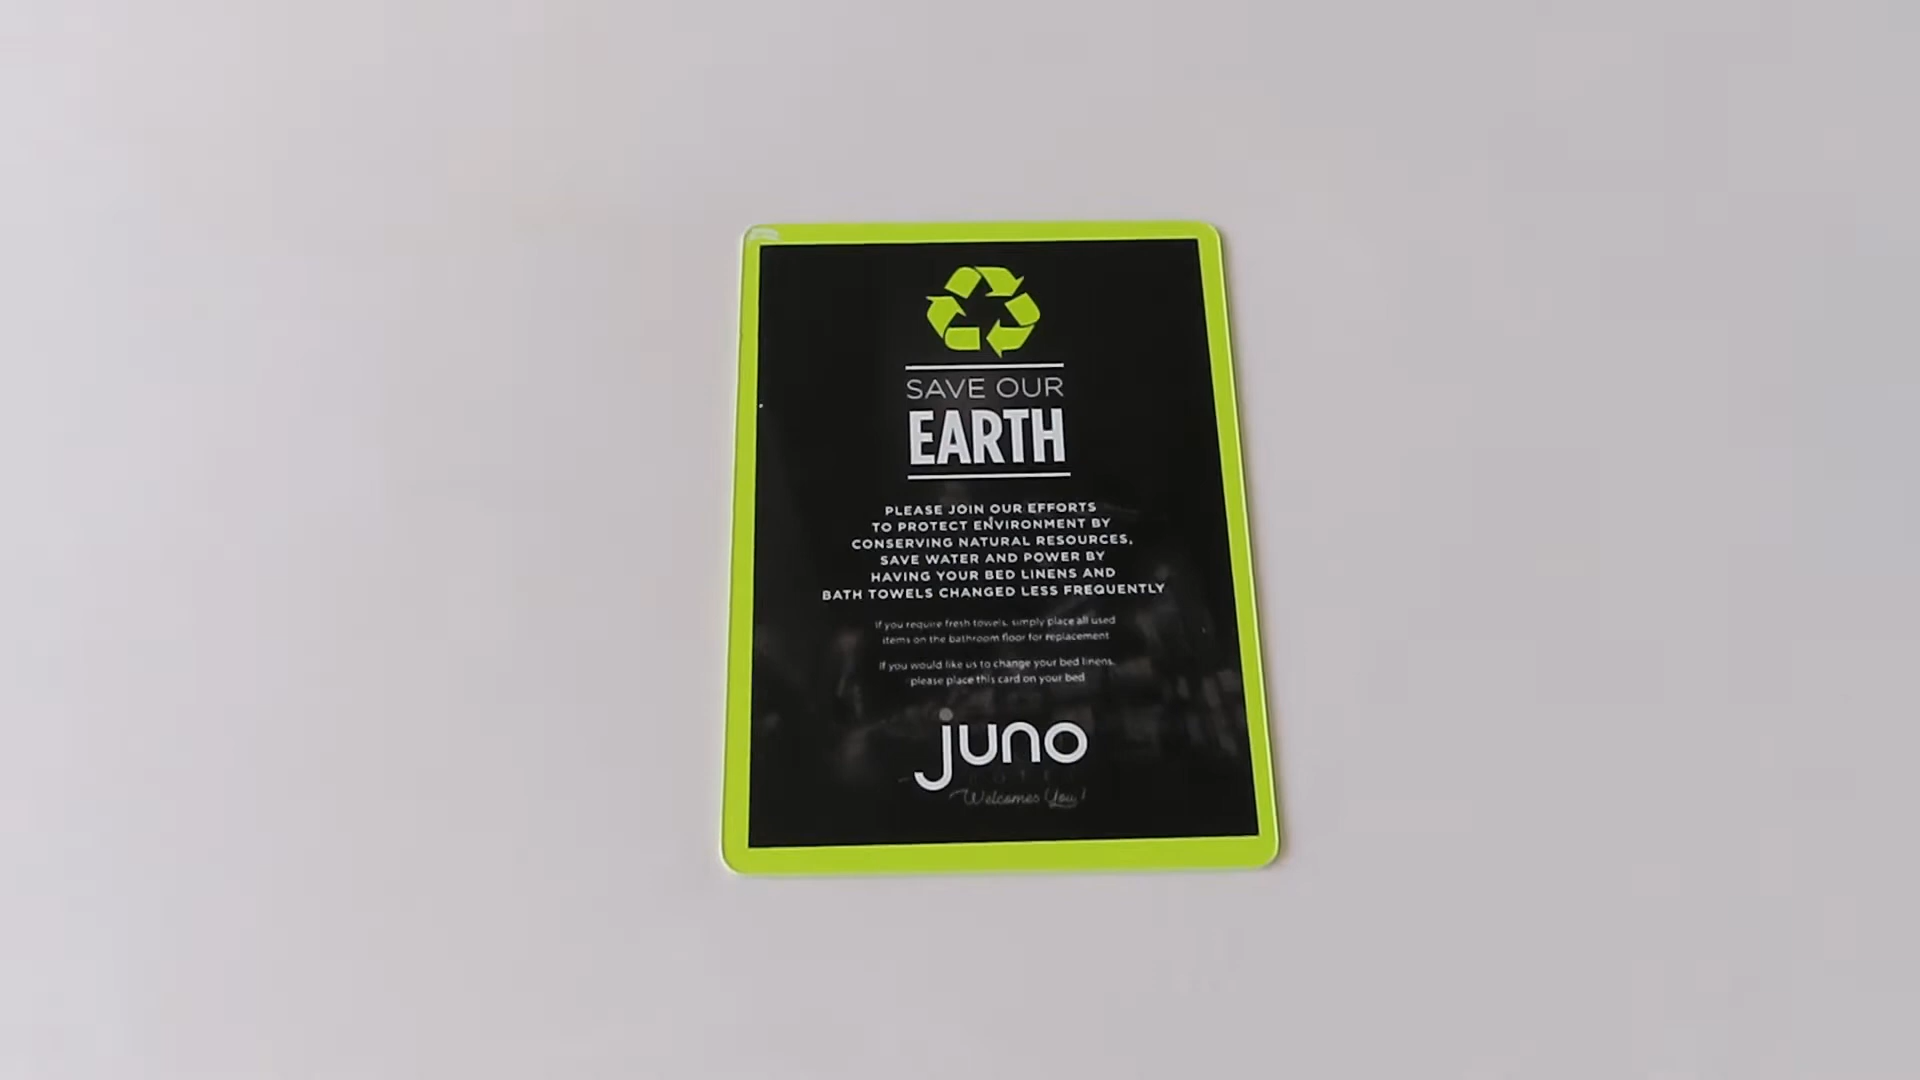 SAVE OUR
EARTH
PLEASE JOIN OUR EFFORTS
TO PROTECT ENVIRONMENT BY
CONSERVING NATURAL RESOURCES,
SAVE WATER AND POWER BY
HAVING YOUR BED LINENS AND
BATH TOWELS CHANGED LESS FREQUENTLY
If you require fresh towels, simply place all used
items on the bathroom floor for replacement
If you would like us to change your bed linens,
please place this card on your bed
juno
Welcomes You!